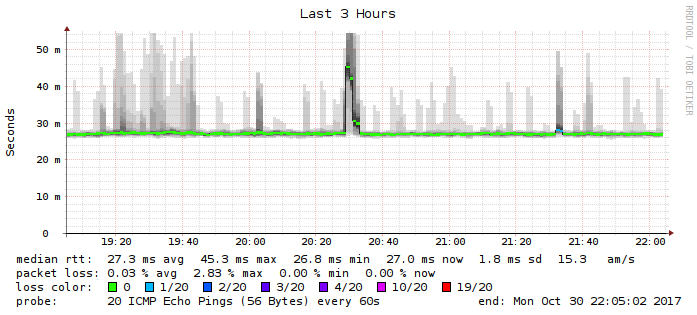 Last 3 Hours
RRDTOOL / TOBI OETIKER
Seconds
50 m
40 m
30 m
20 m
10 m
0
19:20 19:40 20:00 20:20 20:40 21:00 21:20 21:40 22:00
median rtt: 27.3 ms avg 45.3 ms max 26.8 ms min 27.0 ms now 1.8 ms sd 15.3 am/s
packet loss: 0.03 % avg 2.83 % max 0.00 % min 0.00 % now
loss color: 0 1/20 2/20 3/20 4/20 10/20 19/20
probe: 20 ICMP Echo Pings (56 Bytes) every 60s end: Mon Oct 30 22:05:02 2017